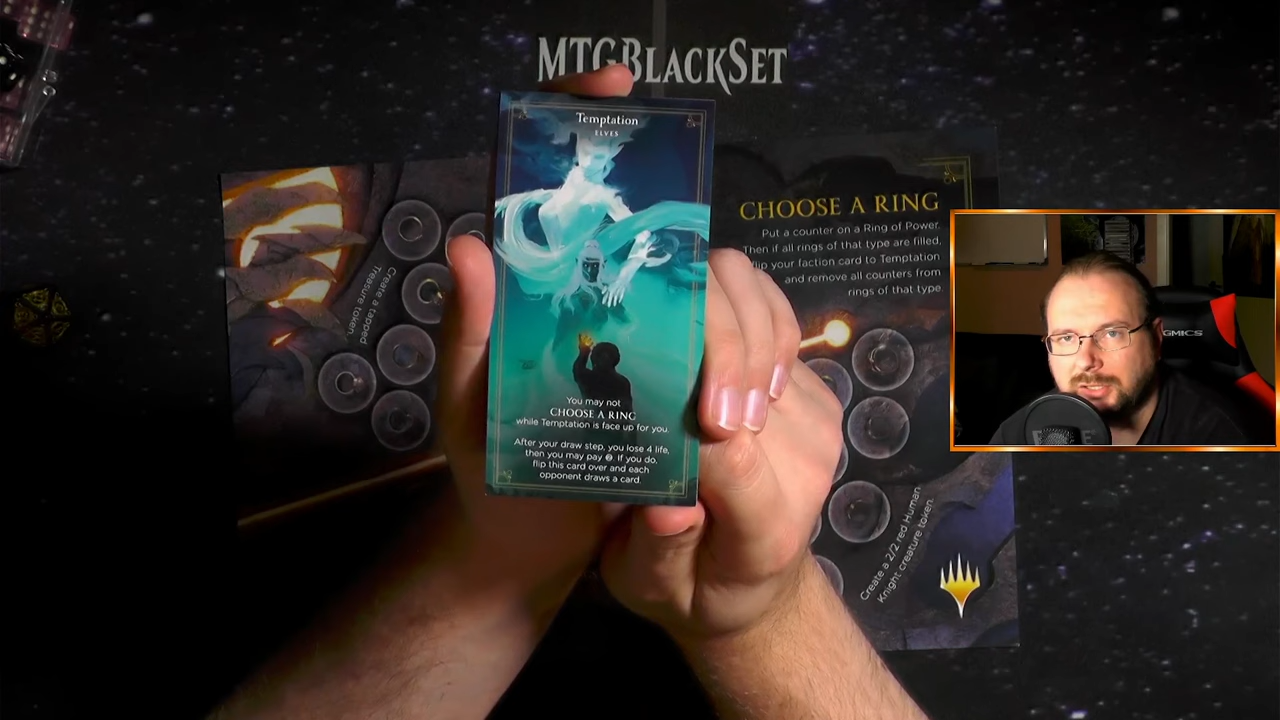 MTGBlackSet
Temptation
ELVES
You may not
CHOOSE A RING
while Temptation is face up for you.
After your draw step, you lose 4 life,
then you may pay 2 If you do,
flip this card over and each
opponent draws a card.
Create a tapped
Treasure token.
CHOOSE A RING
Put a counter on a Ring of Power.
Then if all rings of that type are filled,
flip your faction card to Temptation
and remove all counters from
rings of that type.
Create a 2/2 red Human
Knight creature token.
GMICS